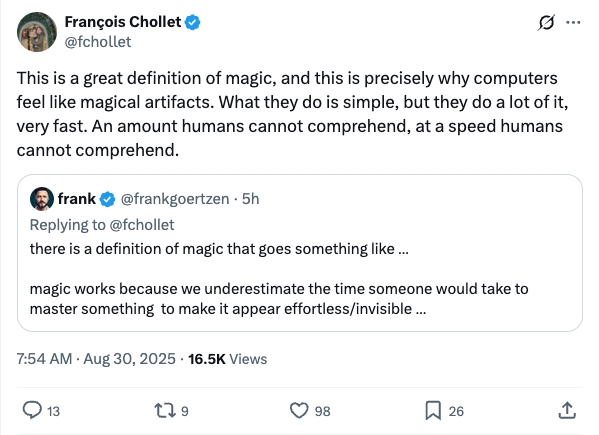 François Chollet
@fchollet
This is a great definition of magic, and this is precisely why computers
feel like magical artifacts. What they do is simple, but they do a lot of it,
very fast. An amount humans cannot comprehend, at a speed humans
cannot comprehend.
frank @frankgoertzen · 5h
Replying to @fchollet
there is a definition of magic that goes something like ...
magic works because we underestimate the time someone would take to
master something  to make it appear effortless/invisible ...
7:54 AM · Aug 30, 2025 · 16.5K Views
13 9 98 26